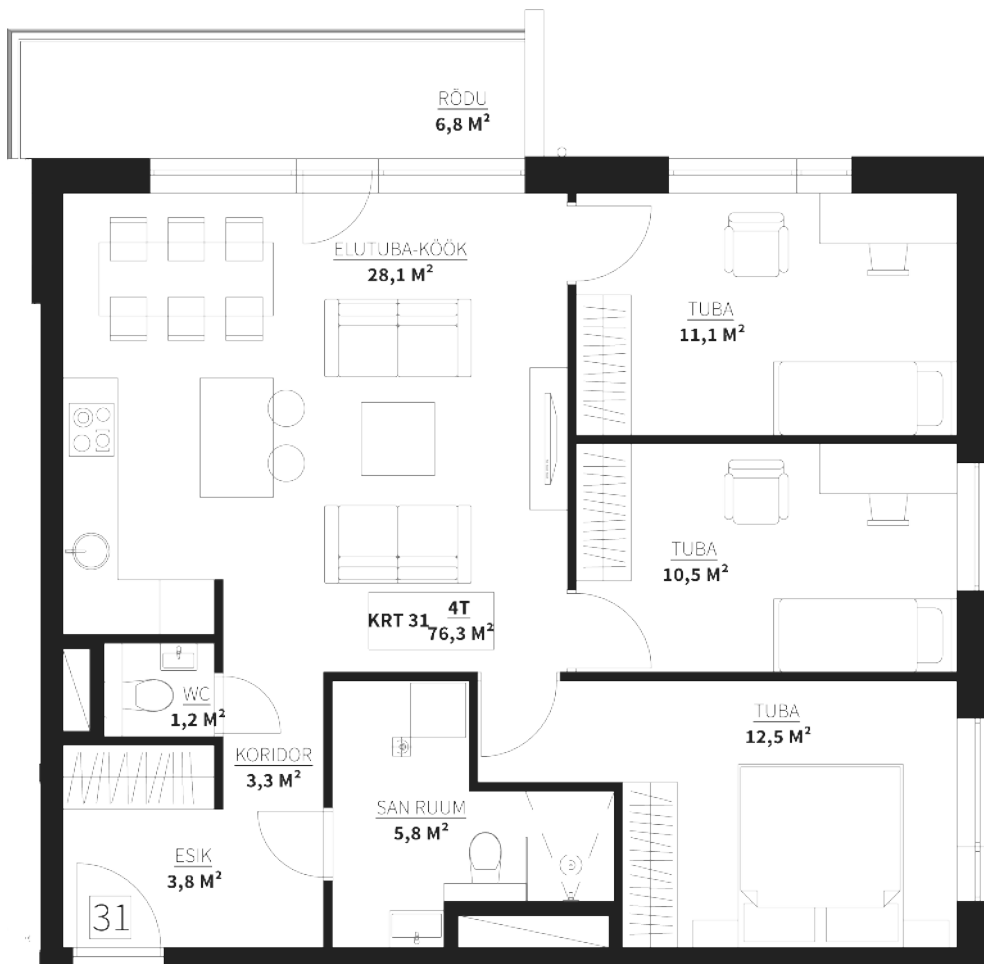 RÕDU
6,8 M²
ELUTUBA-KÖÖK
28,1 M²
TUBA
11,1 M²
TUBA
10,5 M²
KRT 31 4T
76,3 M²
WC
1,2 M²
TUBA
12,5 M²
KORIDOR
3,3 M²
SAN RUUM
5,8 M²
ESIK
3,8 M²
31